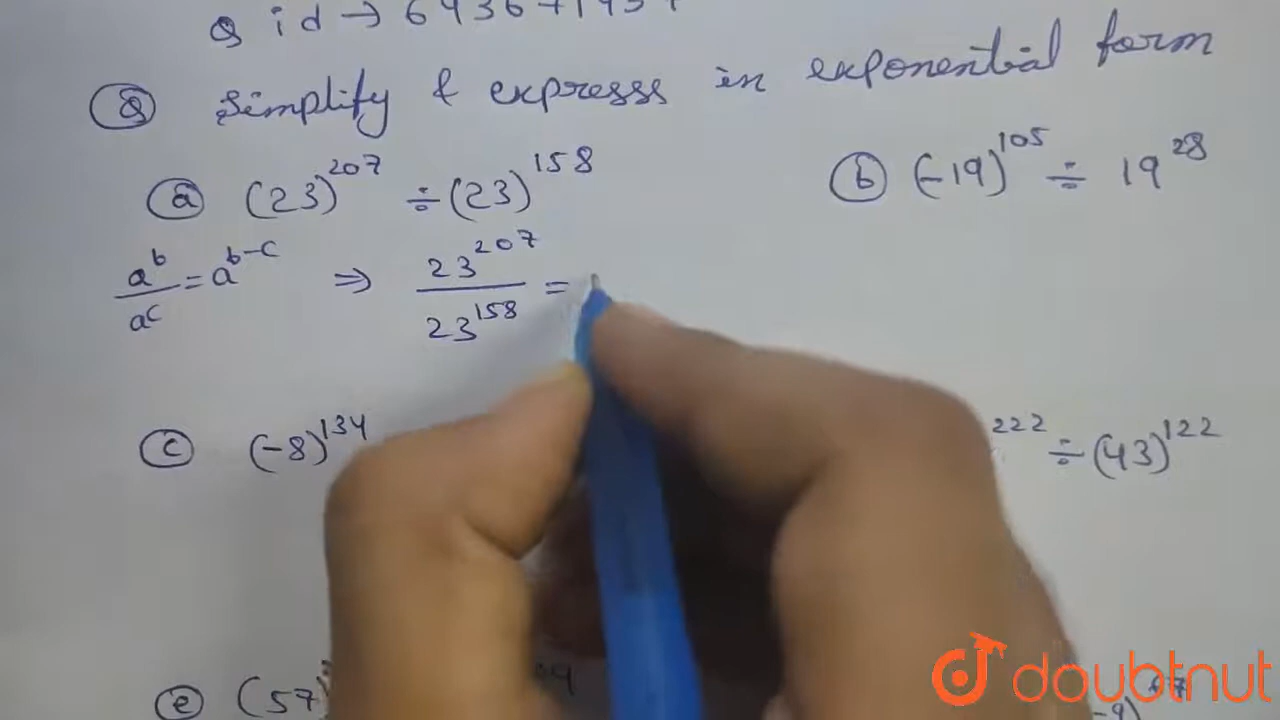 Q id → 643671434
Q Simplify & expresss in exponential form
a (23)^207 ÷ (23)^158
b (-19)^105 ÷ 19^28
a^b/a^c = a^b-c ⇒ 23^207/23^158 =
c (-8)^134
222 ÷ (43)^122
e (57)
doubtnut